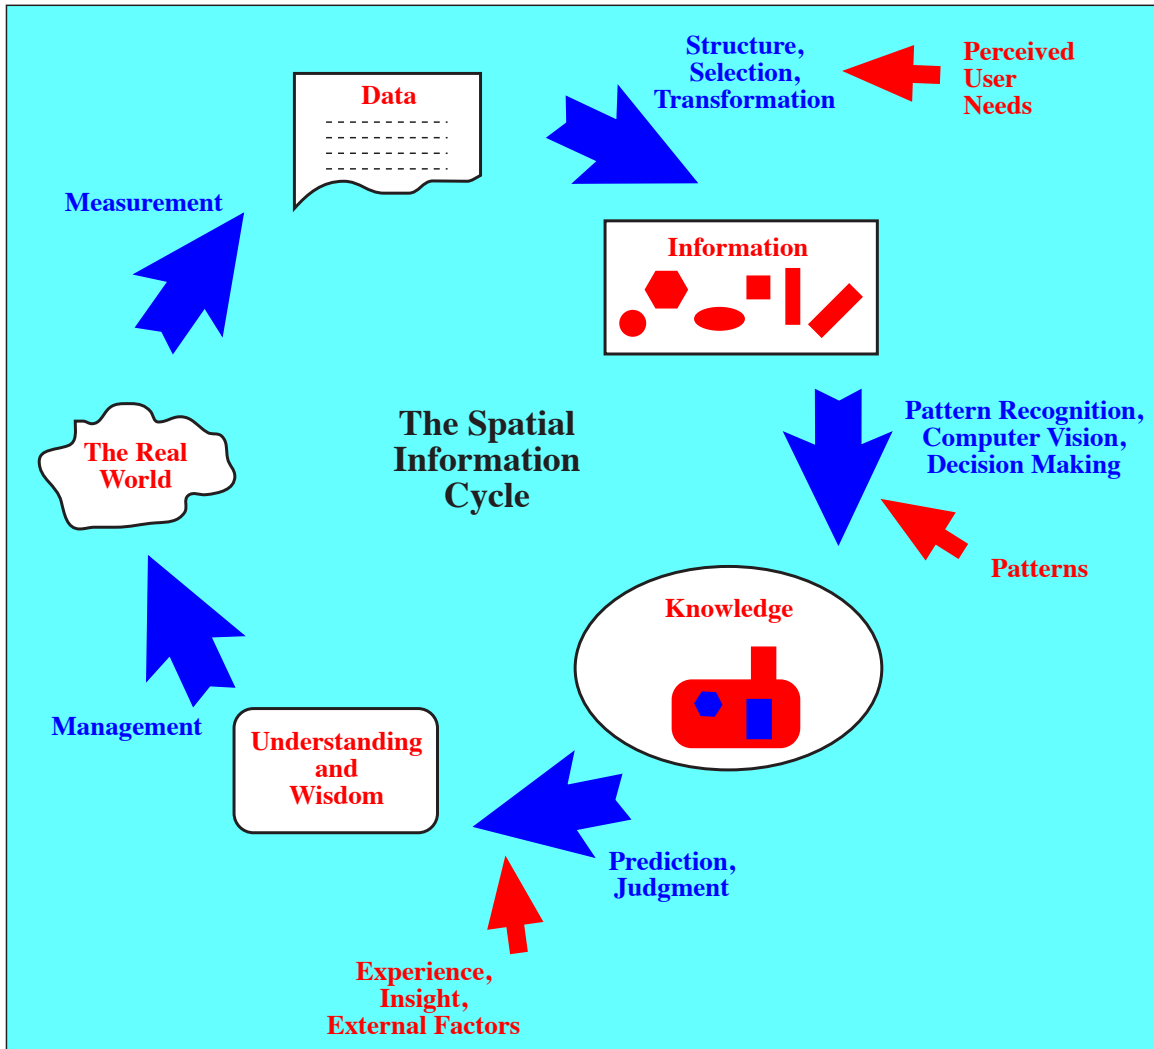 Structure,
Selection,
Transformation
Perceived
User
Needs
Data
Measurement
Information
The Spatial
Information
Cycle
Pattern Recognition,
Computer Vision,
Decision Making
The Real
World
Patterns
Knowledge
Management
Understanding
and
Wisdom
Prediction,
Judgment
Experience,
Insight,
External Factors